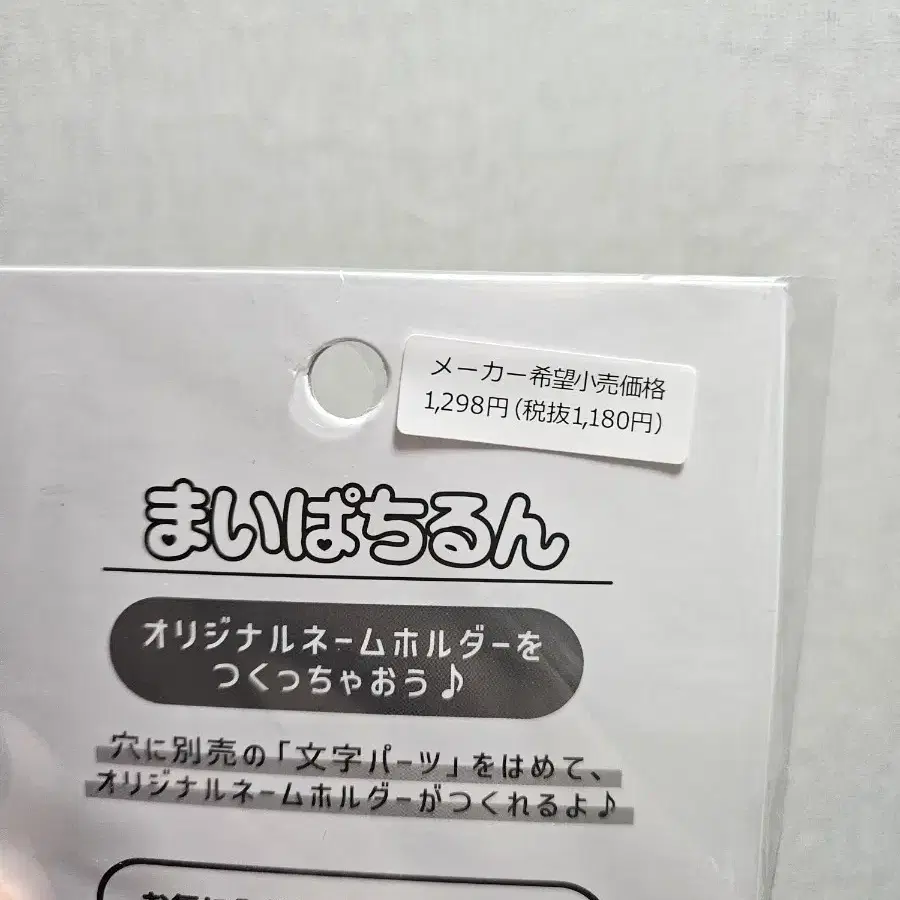 メーカー希望小売価格
1,298円(税抜1,180円)
まいぱちるん
オリジナルネームホルダーを
つくっちゃおう♪
穴に別売の「文字パーツ」をはめて、
オリジナルネームホルダーがつくれるよ♪